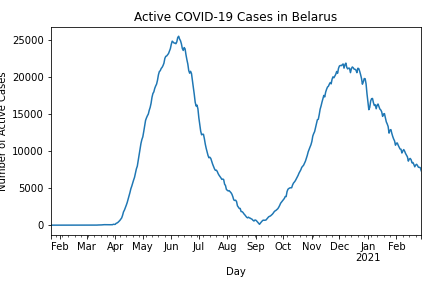 Active COVID-19 Cases in Belarus
Number of Active Cases
25000
20000
15000
10000
5000
0
Feb Mar Apr May Jun Jul Aug Sep Oct Nov Dec Jan Feb
2021
Day